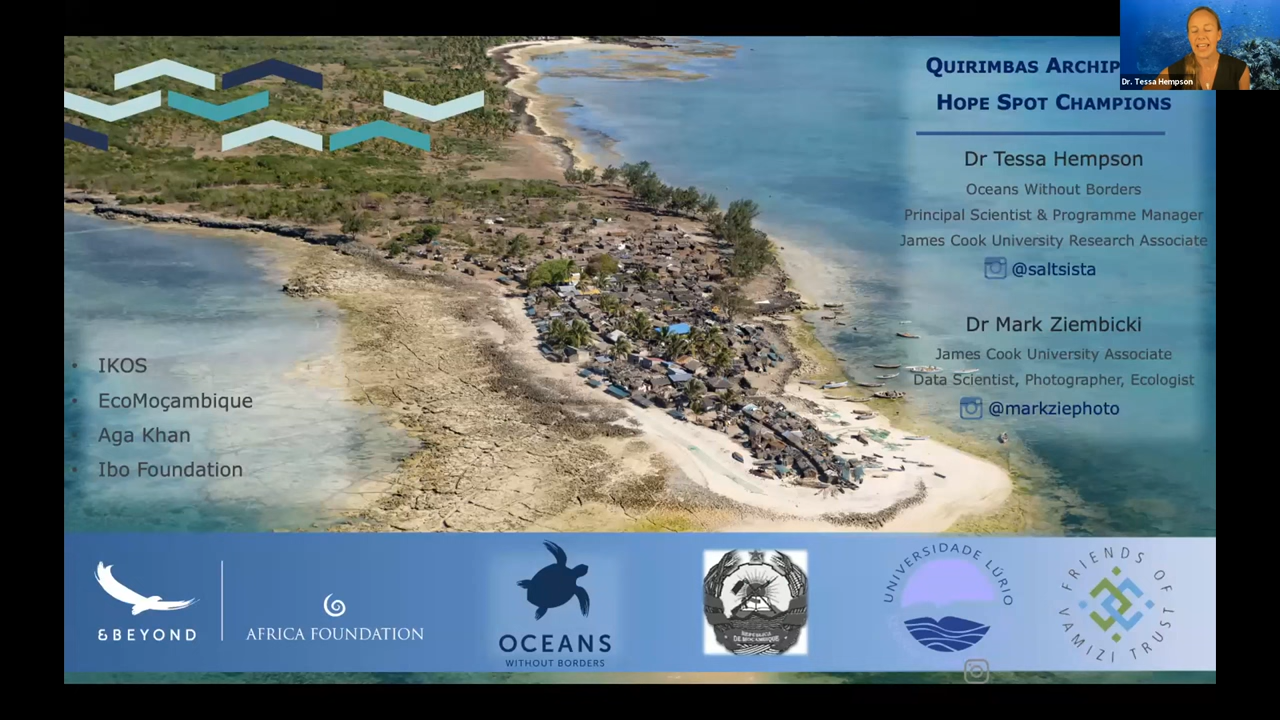 QUIRIMBAS ARCHIP
HOPE SPOT CHAMPIONS
Dr. Tessa Hempson
Dr Tessa Hempson
Oceans Without Borders
Principal Scientist & Programme Manager
James Cook University Research Associate
@saltsista
Dr Mark Ziembicki
James Cook University Associate
Data Scientist, Photographer, Ecologist
@markziephoto
• IKOS
• EcoMoçambique
• Aga Khan
• Ibo Foundation
&BEYOND
AFRICA FOUNDATION
OCEANS
WITHOUT BORDERS
UNIVERSIDADE LÚRIO
FRIENDS OF
VAMIZI TRUST